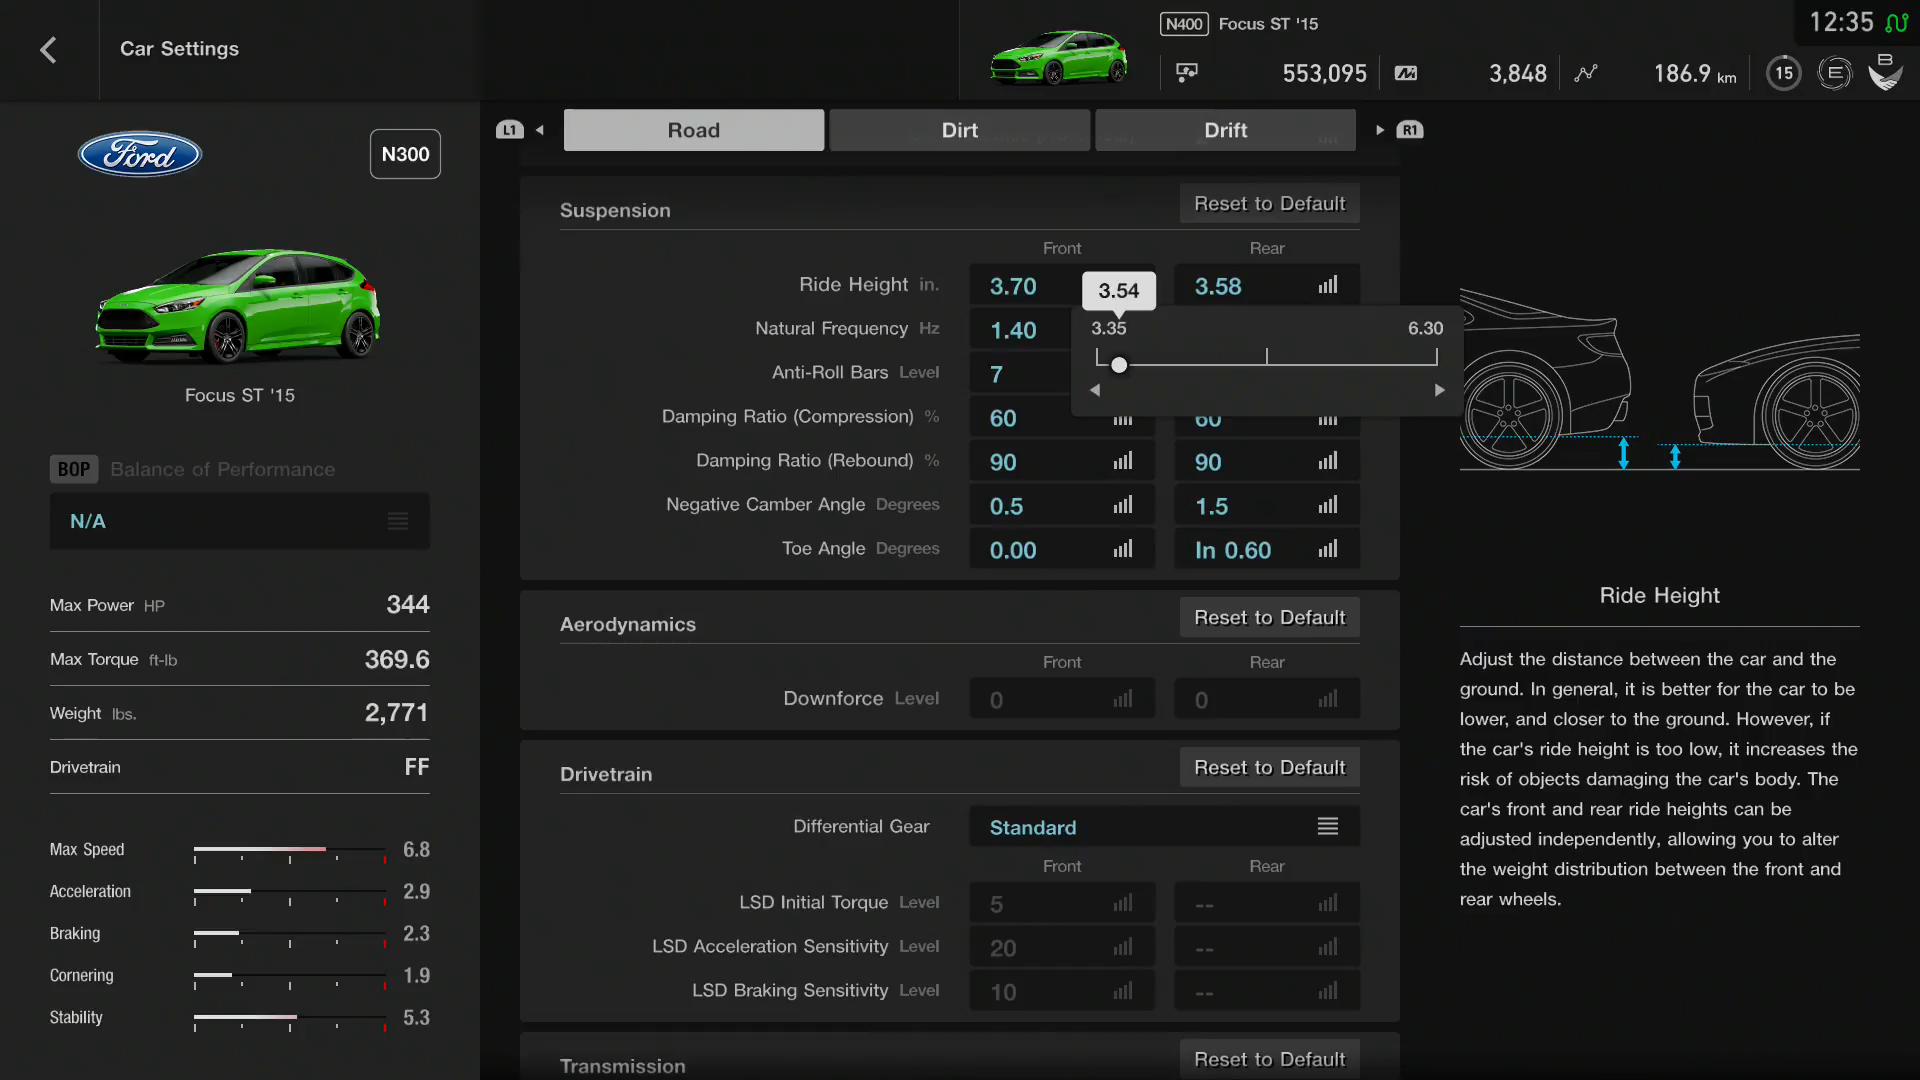 Car Settings
N400 Focus ST '15
12:35
553,095
3,848
186.9 km
15
E
B
Ford
N300
L1
Road
Dirt
Drift
R1
Suspension
Reset to Default
Front
Rear
Ride Height in.
3.70
3.58
3.54
3.35
6.30
Natural Frequency Hz
1.40
Anti-Roll Bars Level
7
Damping Ratio (Compression) %
60
60
Damping Ratio (Rebound) %
90
90
Negative Camber Angle Degrees
0.5
1.5
Toe Angle Degrees
0.00
In 0.60
Focus ST '15
BOP Balance of Performance
N/A
Max Power HP
344
Max Torque ft-lb
369.6
Weight lbs.
2,771
Drivetrain
FF
Max Speed
6.8
Acceleration
2.9
Braking
2.3
Cornering
1.9
Stability
5.3
Aerodynamics
Reset to Default
Front
Rear
Downforce Level
0
0
Drivetrain
Reset to Default
Differential Gear
Standard
Front
Rear
LSD Initial Torque Level
5
--
LSD Acceleration Sensitivity Level
20
--
LSD Braking Sensitivity Level
10
--
Transmission
Reset to Default
Ride Height
Adjust the distance between the car and the
ground. In general, it is better for the car to be
lower, and closer to the ground. However, if
the car's ride height is too low, it increases the
risk of objects damaging the car's body. The
car's front and rear ride heights can be
adjusted independently, allowing you to alter
the weight distribution between the front and
rear wheels.